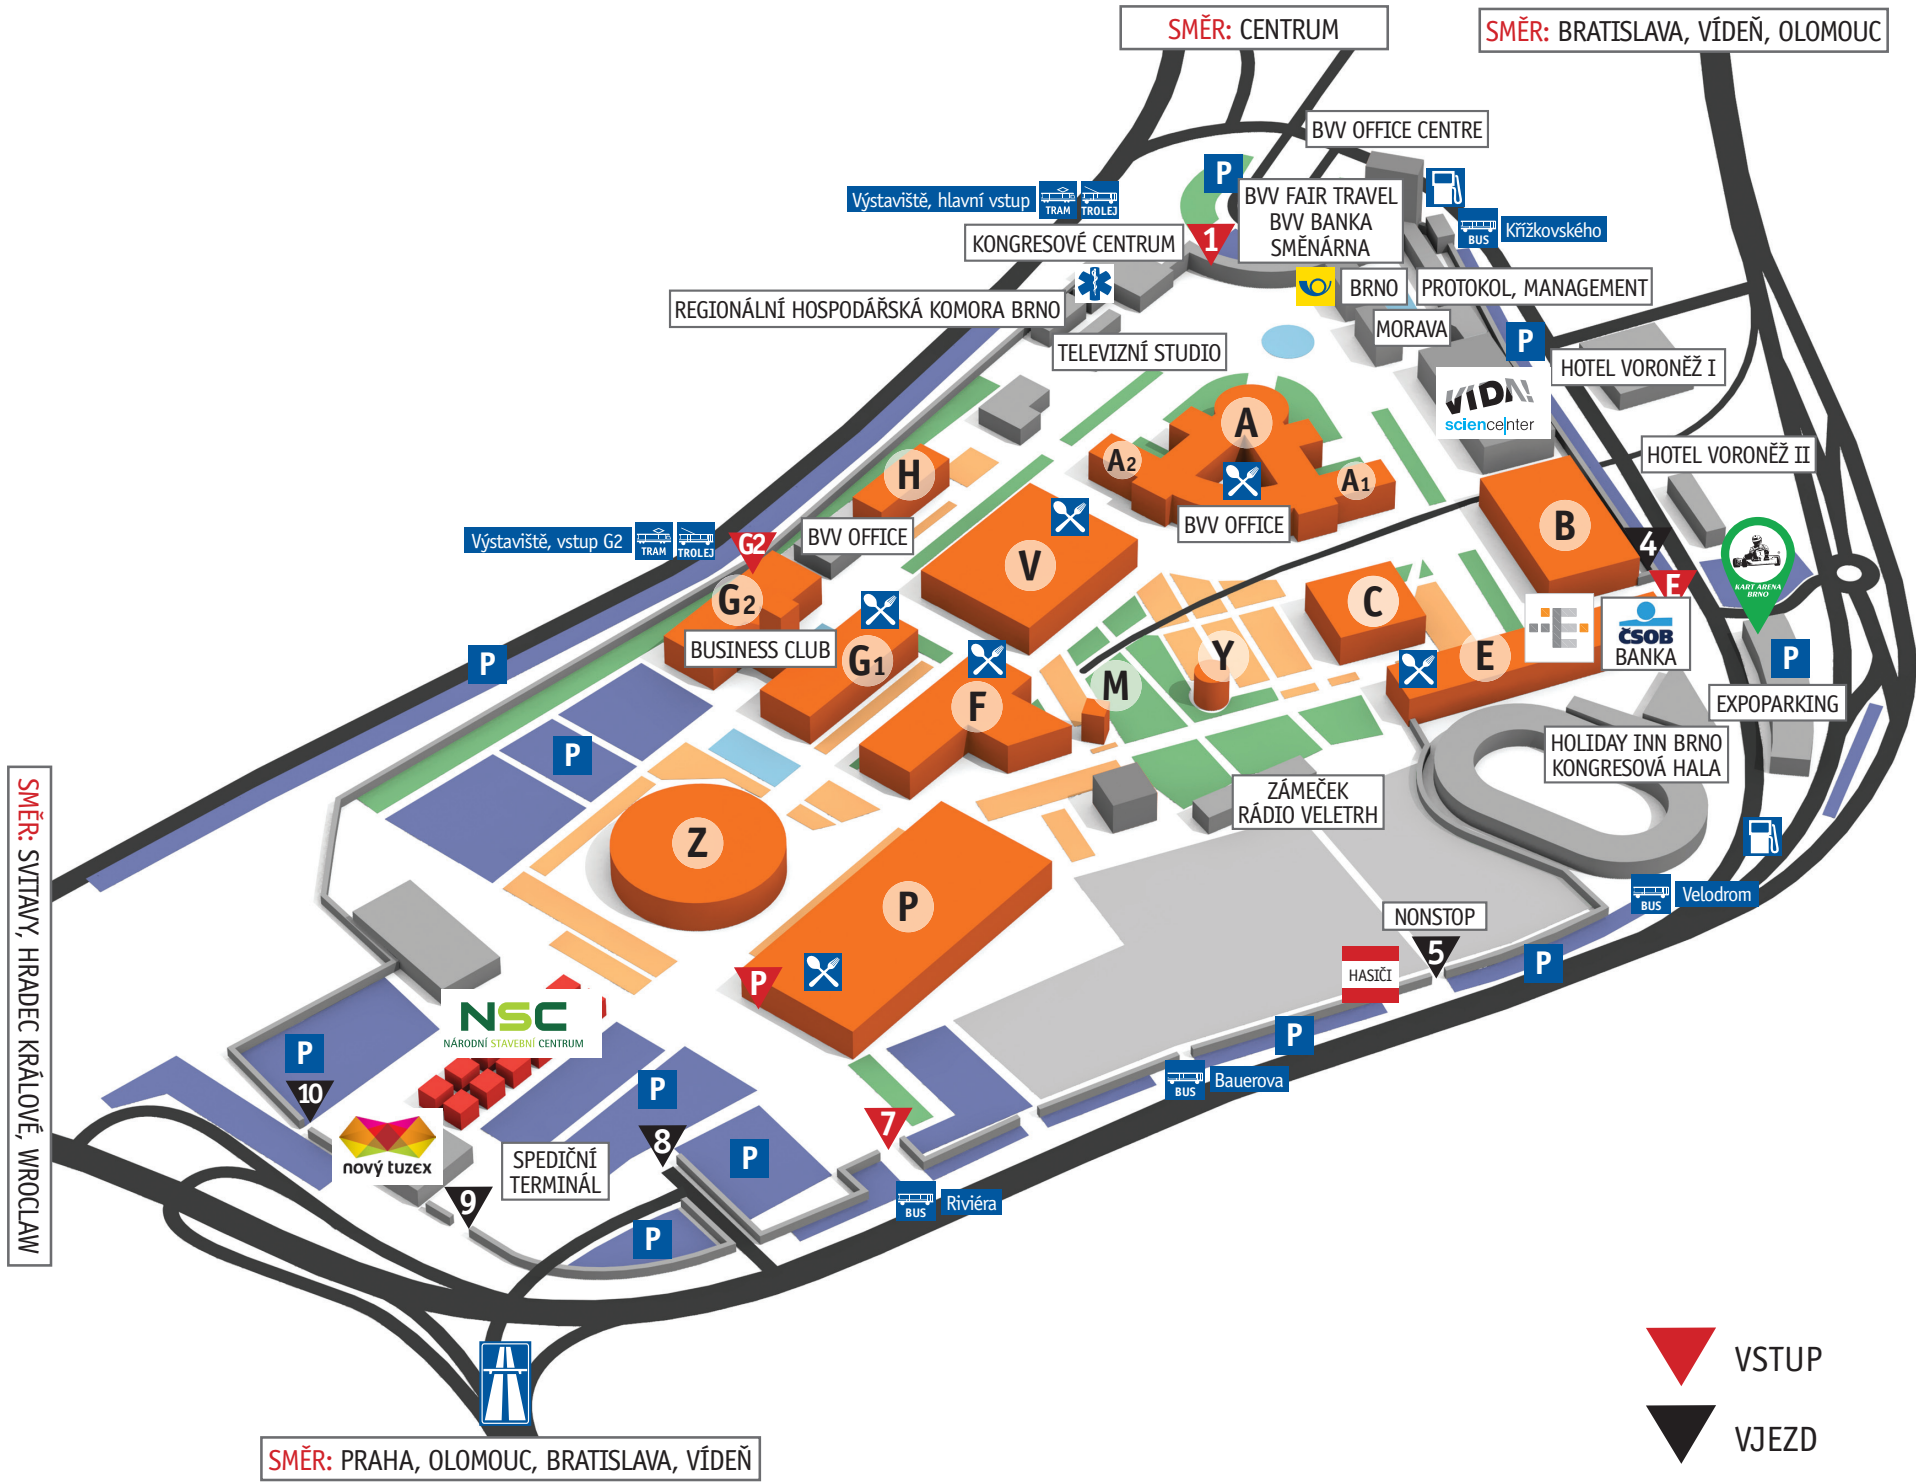 SMĚR: CENTRUM
SMĚR: BRATISLAVA, VÍDEŇ, OLOMOUC
BVV OFFICE CENTRE
P
Výstaviště, hlavní vstup
TRAM
TROLEJ
BVV FAIR TRAVEL
BVV BANKA
SMĚNÁRNA
1
KONGRESOVÉ CENTRUM
BUS
Křížkovského
REGIONÁLNÍ HOSPODÁŘSKÁ KOMORA BRNO
BRNO
PROTOKOL, MANAGEMENT
MORAVA
TELEVIZNÍ STUDIO
P
HOTEL VORONĚŽ I
VIDA!
sciencenter
HOTEL VORONĚŽ II
A
A2
A1
H
BVV OFFICE
BVV OFFICE
Výstaviště, vstup G2
TRAM
TROLEJ
G2
V
B
4
E
KART ARENA
BRNO
G2
C
BUSINESS CLUB
G1
Y
E
E
ČSOB
BANKA
P
P
M
F
EXPOPARKING
P
HOLIDAY INN BRNO
KONGRESOVÁ HALA
ZÁMEČEK
RÁDIO VELETRH
Z
P
BUS
Velodrom
NONSTOP
5
HASIČI
P
P
P
SMĚR: SVITAVY, HRADEC KRÁLOVÉ, WROCLAW
NSC
NÁRODNÍ STAVEBNÍ CENTRUM
P
10
P
BUS
Bauerova
7
8
P
nový tuzex
SPEDIČNÍ
TERMINÁL
9
BUS
Riviéra
P
VSTUP
VJEZD
SMĚR: PRAHA, OLOMOUC, BRATISLAVA, VÍDEŇ